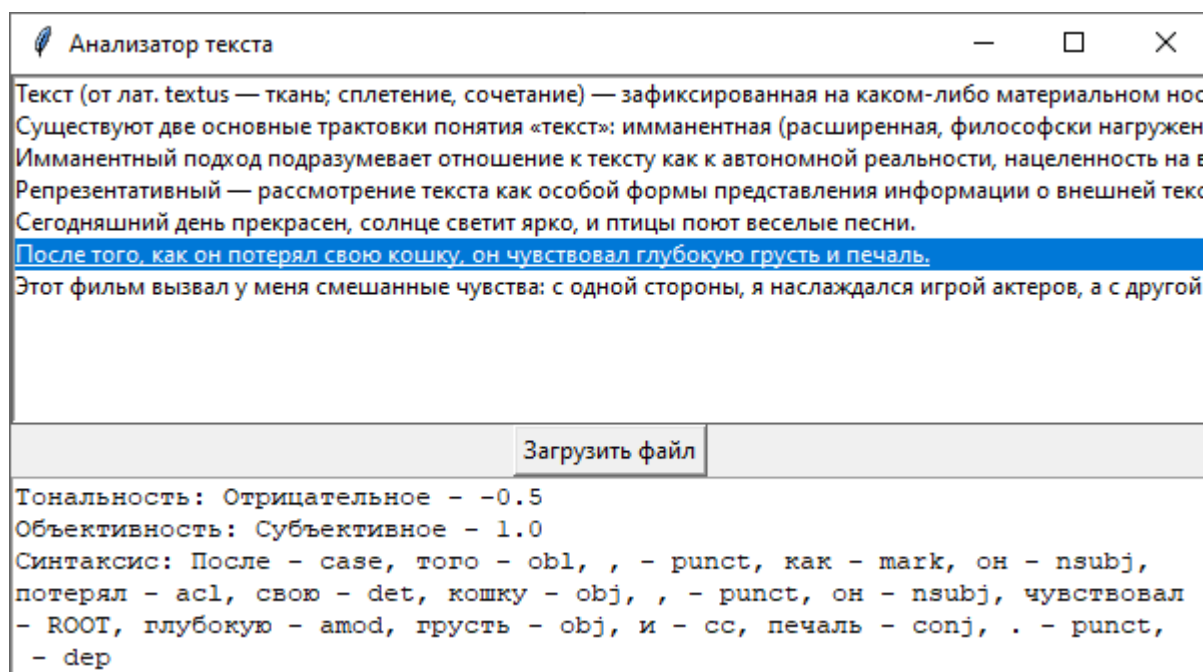 Анализатор текста
Текст (от лат. textus — ткань; сплетение, сочетание) — зафиксированная на каком-либо материальном
Существуют две основные трактовки понятия «текст»: имманентная (расширенная, философски
Имманентный подход подразумевает отношение к тексту как к автономной реальности, нацеленность на
Репрезентативный — рассмотрение текста как особой формы представления информации о внешней
Сегодняшний день прекрасен, солнце светит ярко, и птицы поют веселые песни.
После того, как он потерял свою кошку, он чувствовал глубокую грусть и печаль.
Этот фильм вызвал у меня смешанные чувства: с одной стороны, я наслаждался игрой актеров, а с другой
Загрузить файл
Тональность: Отрицательное - -0.5
Объективность: Субъективное - 1.0
Синтаксис: После - case, того - obl, , - punct, как - mark, он - nsubj,
потерял - acl, свою - det, кошку - obj, , - punct, он - nsubj, чувствовал
- ROOT, глубокую - amod, грусть - obj, и - cc, печаль - conj, . - punct,
- dep